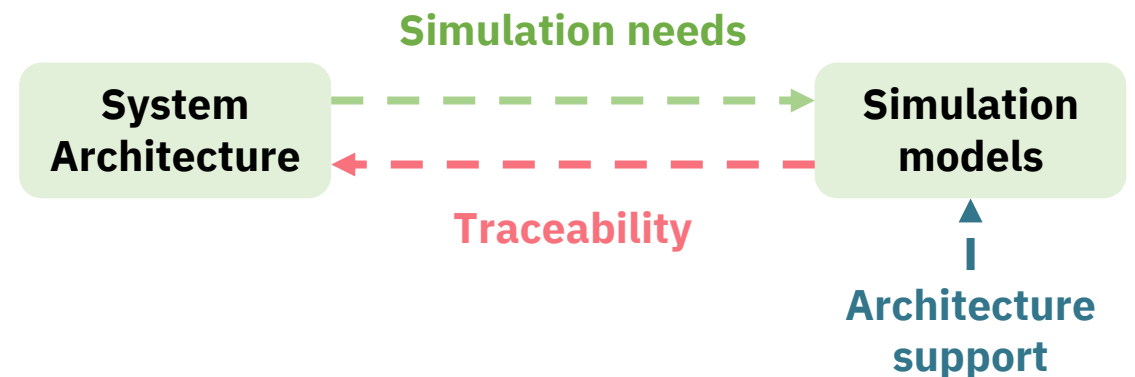 Simulation needs
System
Architecture
Simulation
models
Traceability
Architecture
support